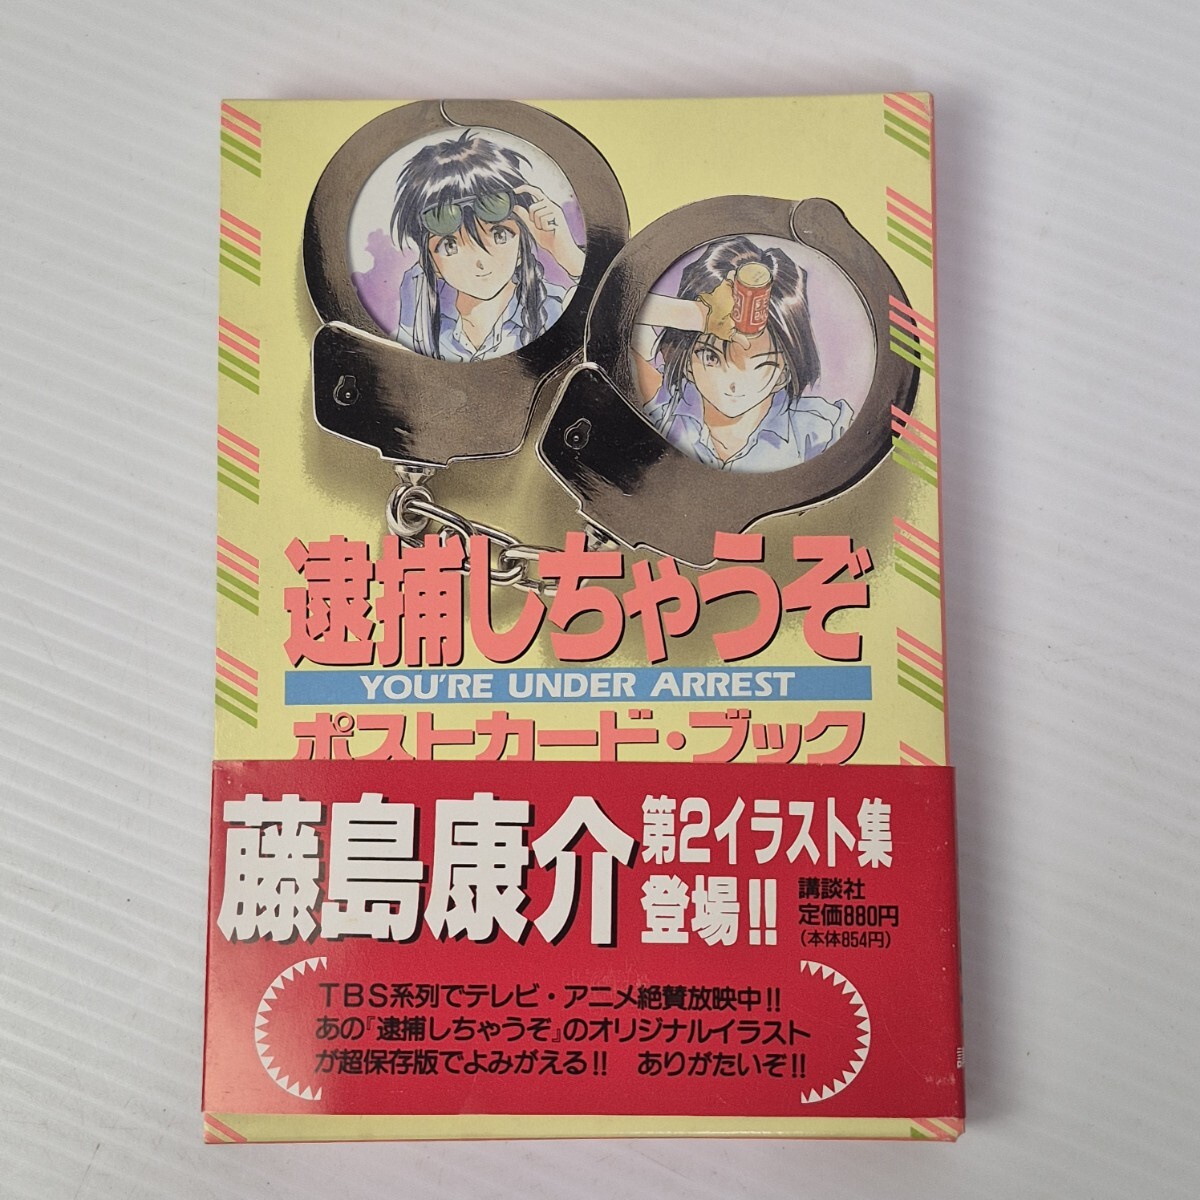 逮捕しちゃうぞ
YOU'RE UNDER ARREST
ポストカード・ブック
藤島康介
第2イラスト集
登場!!
講談社
定価880円
(本体854円)
TBS系列でテレビ・アニメ絶賛放映中!!
あの『逮捕しちゃうぞ』のオリジナルイラスト
が超保存版でよみがえる!! ありがたいぞ!!